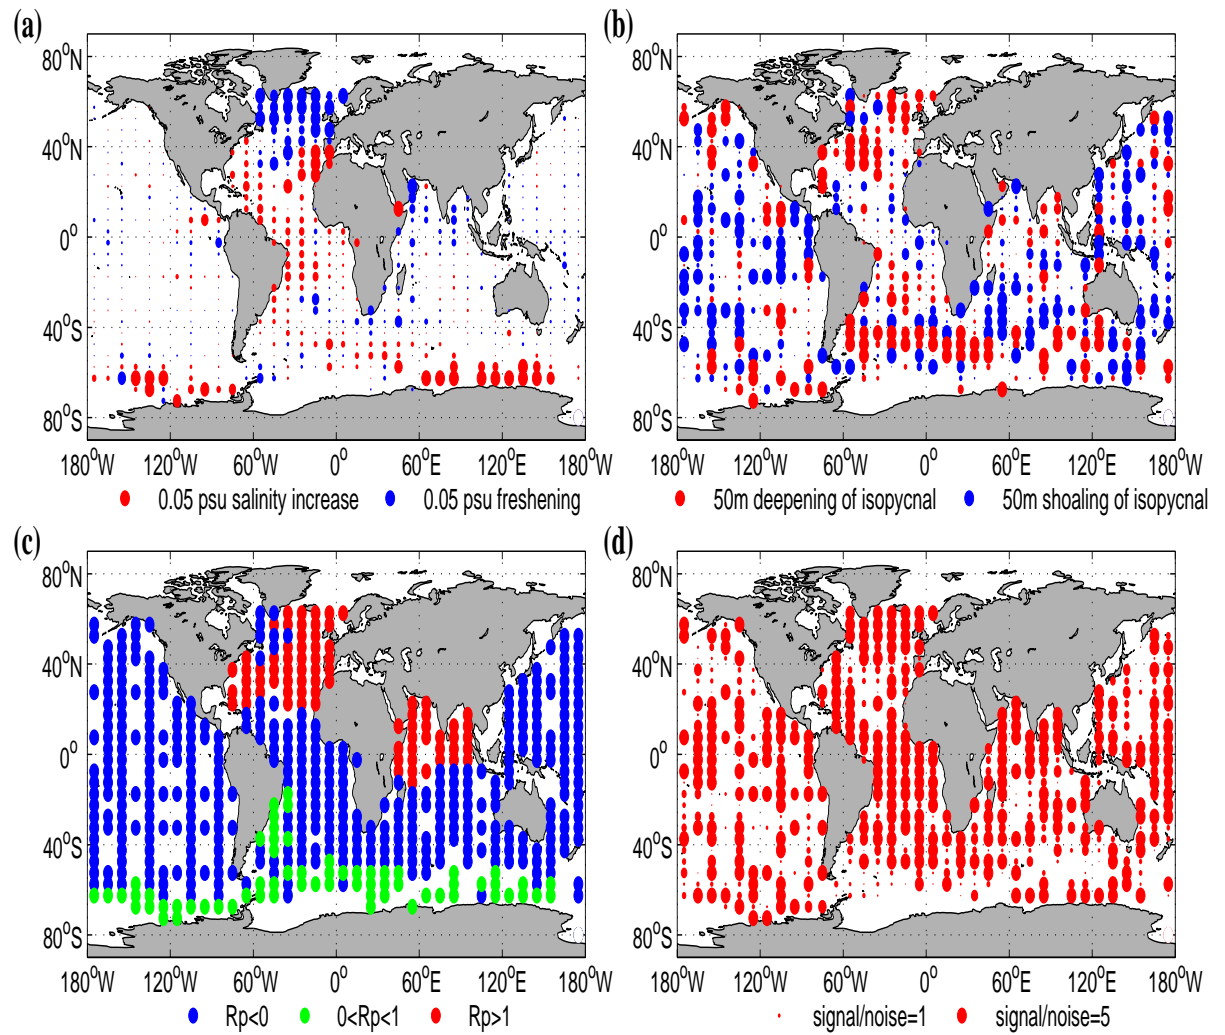 (a)
80°N
40°N
0°
40°S
80°S
180°W 120°W 60°W 0° 60°E 120°E 180°W
0.05 psu salinity increase 0.05 psu freshening
(b)
80°N
40°N
0°
40°S
80°S
180°W 120°W 60°W 0° 60°E 120°E 180°W
50m deepening of isopycnal 50m shoaling of isopycnal
(c)
80°N
40°N
0°
40°S
80°S
180°W 120°W 60°W 0° 60°E 120°E 180°W
Rp<0 0<Rp<1 Rp>1
(d)
80°N
40°N
0°
40°S
80°S
180°W 120°W 60°W 0° 60°E 120°E 180°W
signal/noise=1 signal/noise=5